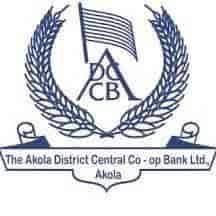 DC
CB
The Akola District Central Co - op Bank Ltd.,
Akola